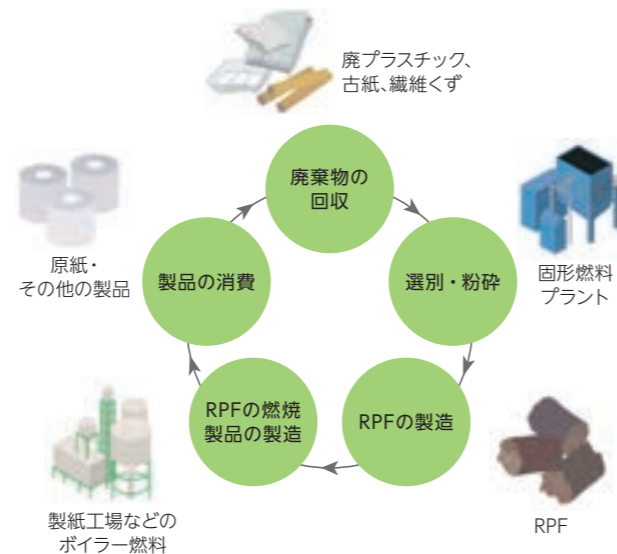 廃プラスチック、
古紙、繊維くず
廃棄物の
回収
選別・粉砕
固形燃料
プラント
RPFの製造
RPF
RPFの燃焼
製品の製造
製紙工場などの
ボイラー燃料
製品の消費
原紙・
その他の製品